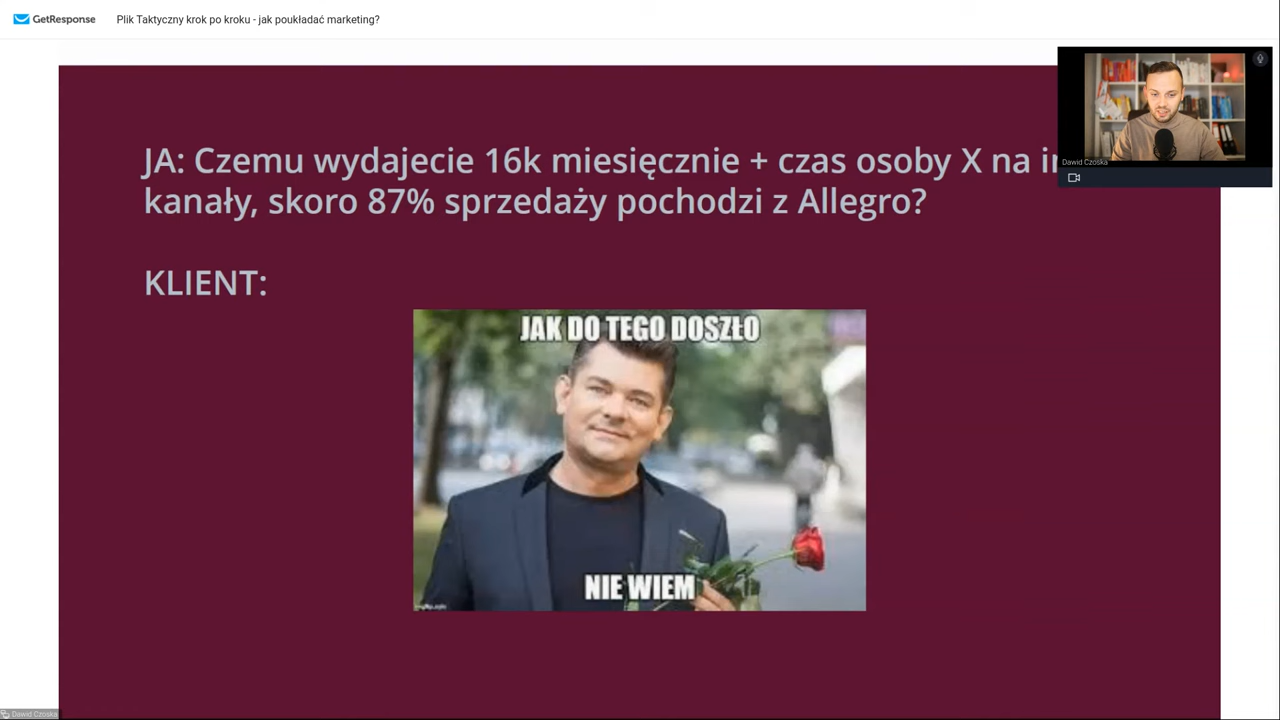 GetResponse Plik Taktyczny krok po kroku - jak poukładać marketing?
JA: Czemu wydajecie 16k miesięcznie + czas osoby X na
kanały, skoro 87% sprzedaży pochodzi z Allegro?
KLIENT:
JAK DO TEGO DOSZŁO
NIE WIEM
Dawid Czoska
Dawid Czoska